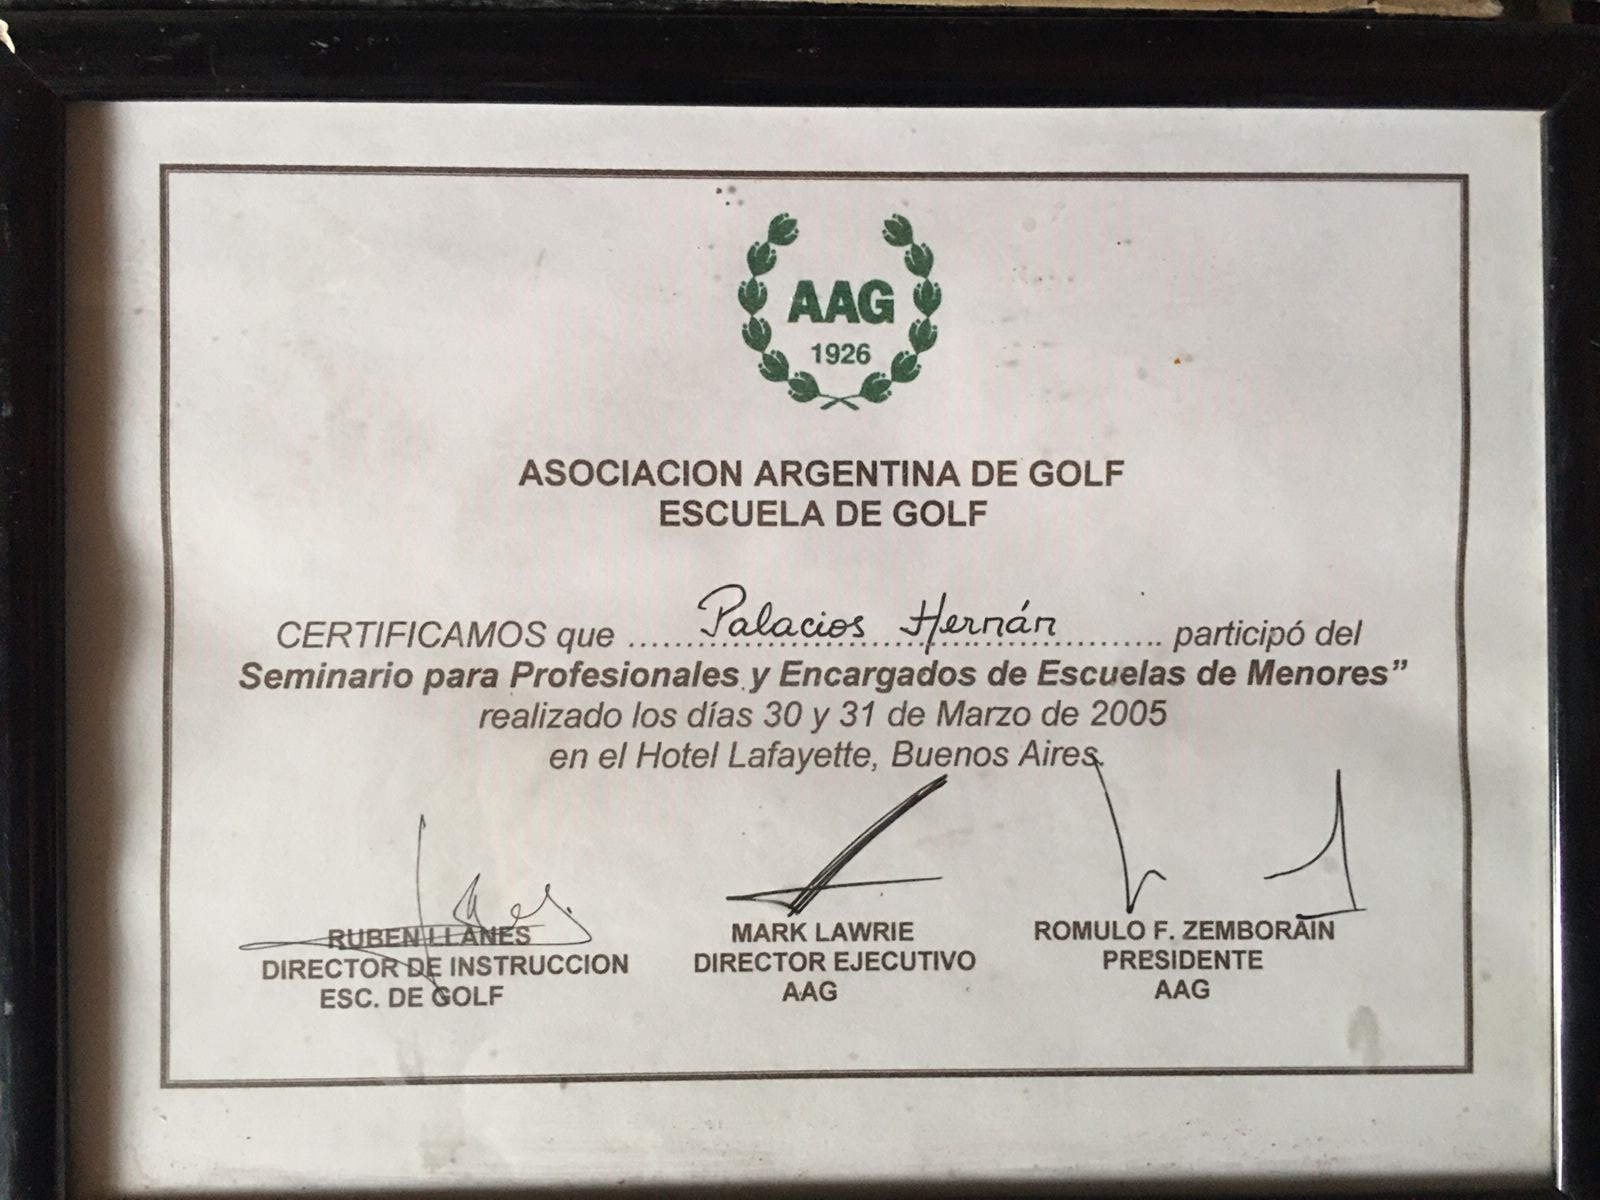 AAG
1926
ASOCIACION ARGENTINA DE GOLF
ESCUELA DE GOLF
CERTIFICAMOS que ...... Palacios Hernán ...... participó del
Seminario para Profesionales y Encargados de Escuelas de Menores”
realizado los días 30 y 31 de Marzo de 2005
en el Hotel Lafayette, Buenos Aires.
RUBEN LLANES
DIRECTOR DE INSTRUCCION
ESC. DE GOLF
MARK LAWRIE
DIRECTOR EJECUTIVO
AAG
ROMULO F. ZEMBORAIN
PRESIDENTE
AAG